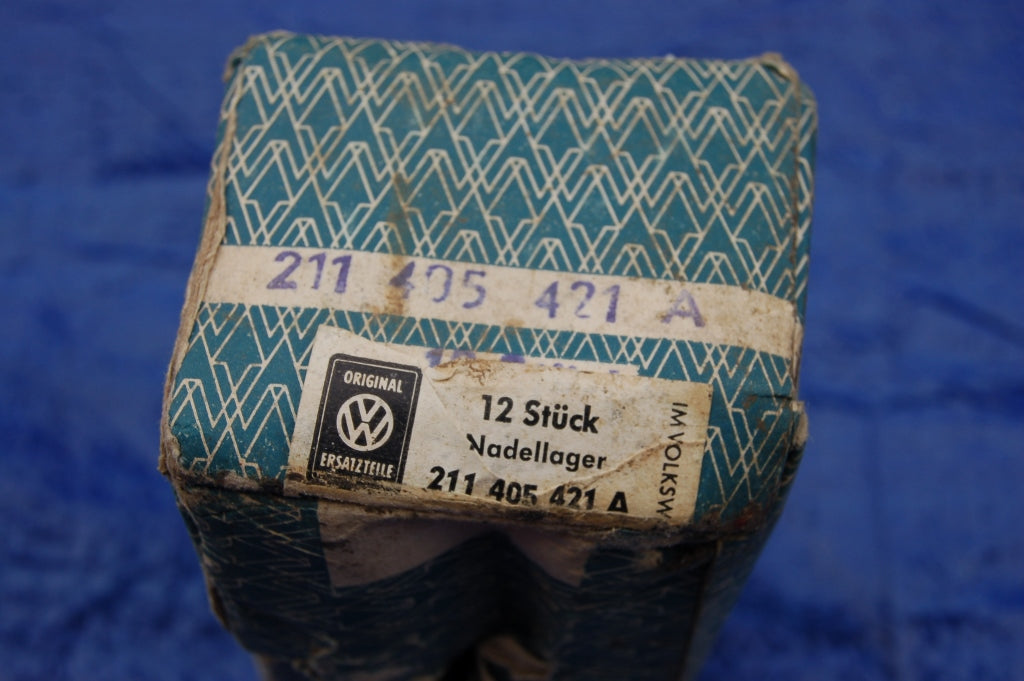 211 405 421 A
ORIGINAL
ERSATZTEILE
12 Stück
Nadellager
211 405 421 A
IM VOLKSW